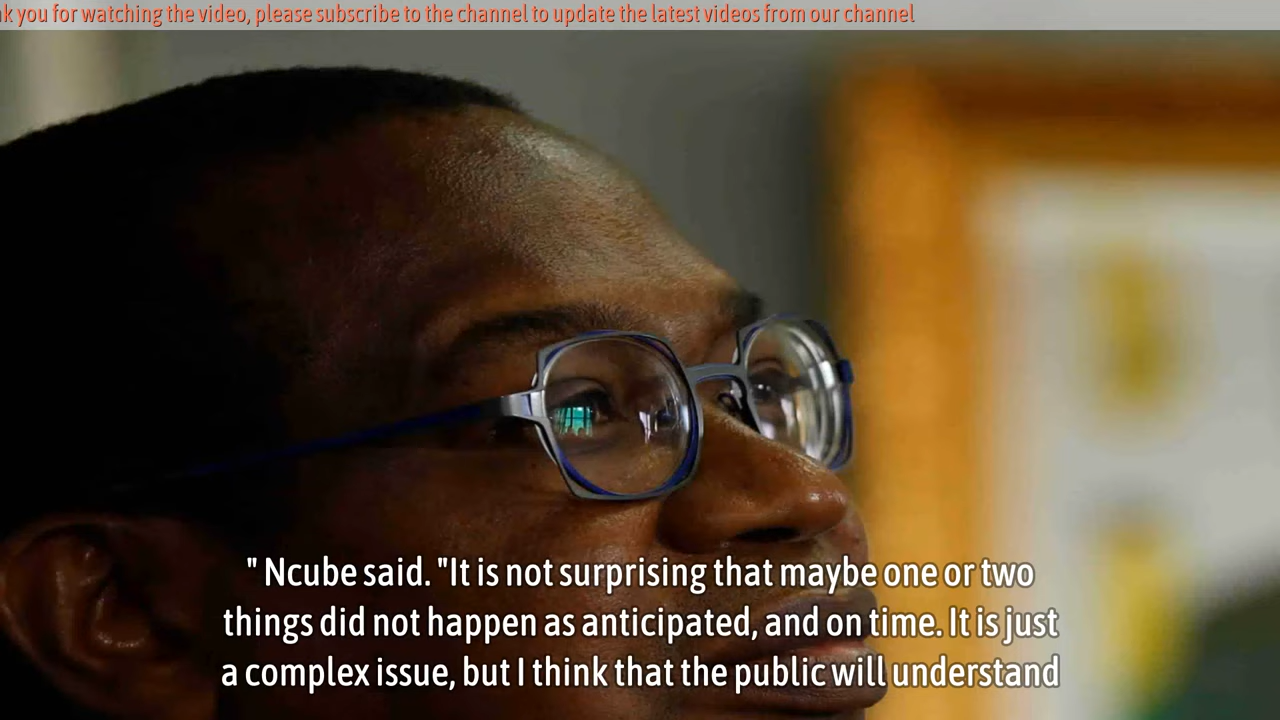 you for watching the video, please subscribe to the channel to update the latest videos from our channel
" Ncube said. "It is not surprising that maybe one or two
things did not happen as anticipated, and on time. It is just
a complex issue, but I think that the public will understand